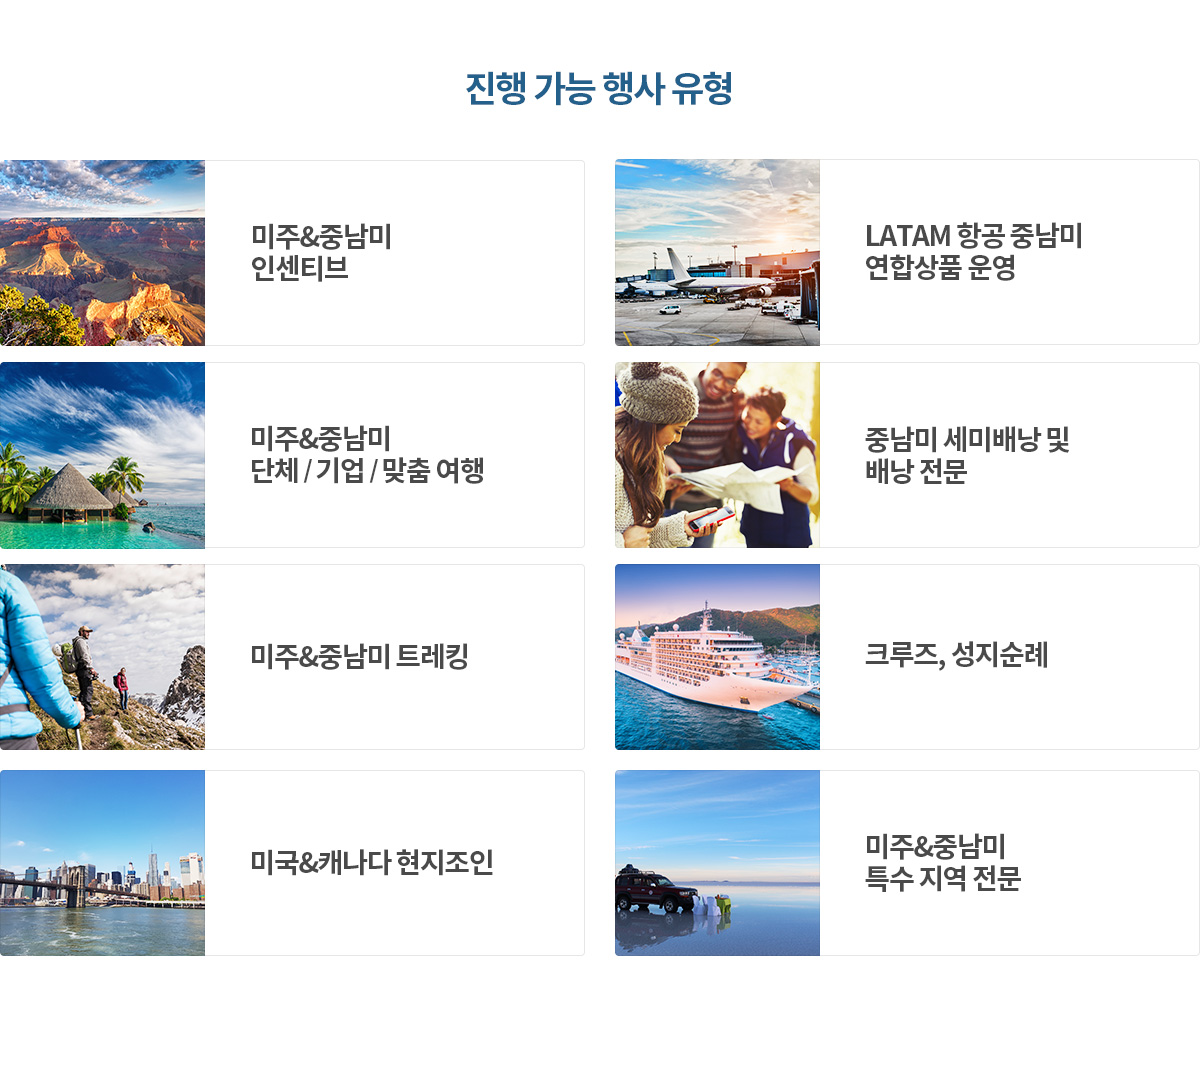 진행 가능 행사 유형
미주&중남미
인센티브
LATAM 항공 중남미
연합상품 운영
미주&중남미
단체 / 기업 / 맞춤 여행
중남미 세미배낭 및
배낭 전문
미주&중남미 트레킹
크루즈, 성지순례
미국&캐나다 현지조인
미주&중남미
특수 지역 전문